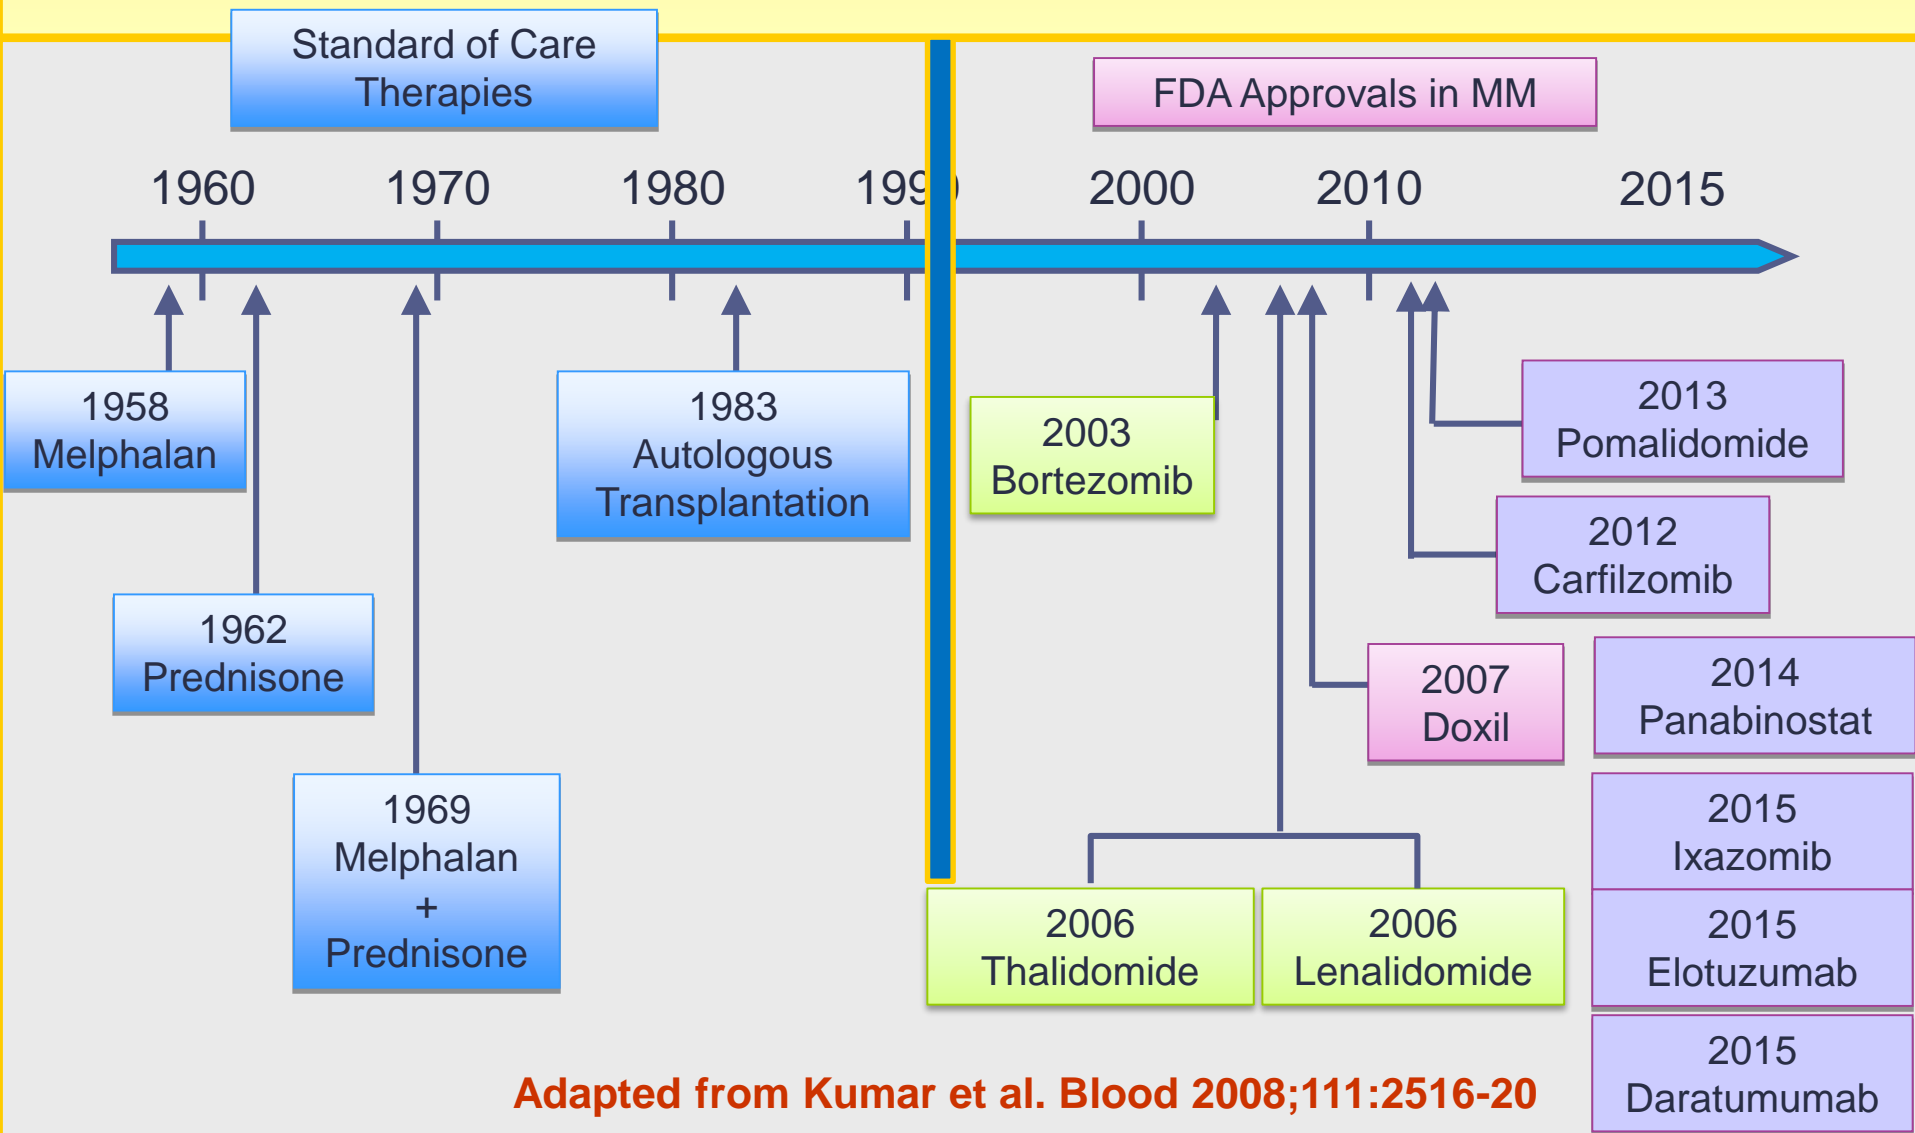 Standard of Care
Therapies
FDA Approvals in MM
1960
1970
1980
1990
2000
2010
2015
1958
Melphalan
1962
Prednisone
1969
Melphalan
+
Prednisone
1983
Autologous
Transplantation
2003
Bortezomib
2006
Thalidomide
2006
Lenalidomide
2007
Doxil
2013
Pomalidomide
2012
Carfilzomib
2014
Panabinostat
2015
Ixazomib
2015
Elotuzumab
2015
Daratumumab
Adapted from Kumar et al. Blood 2008;111:2516-20